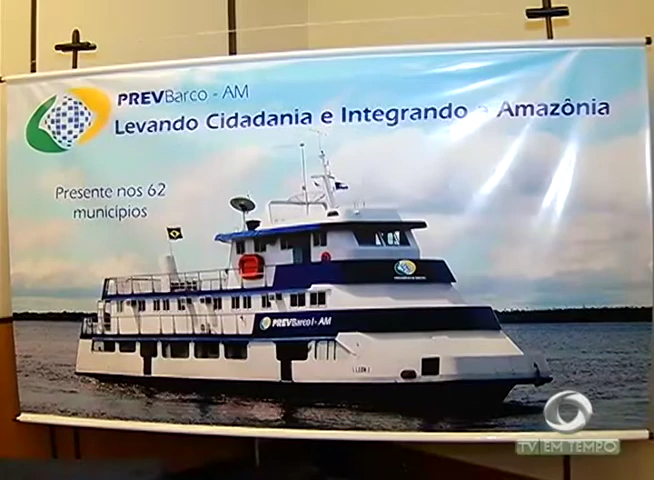 PREVBarco - AM
Levando Cidadania e Integrando a Amazônia
Presente nos 62
municípios
PREVBarco I - AM
TV EM TEMPO